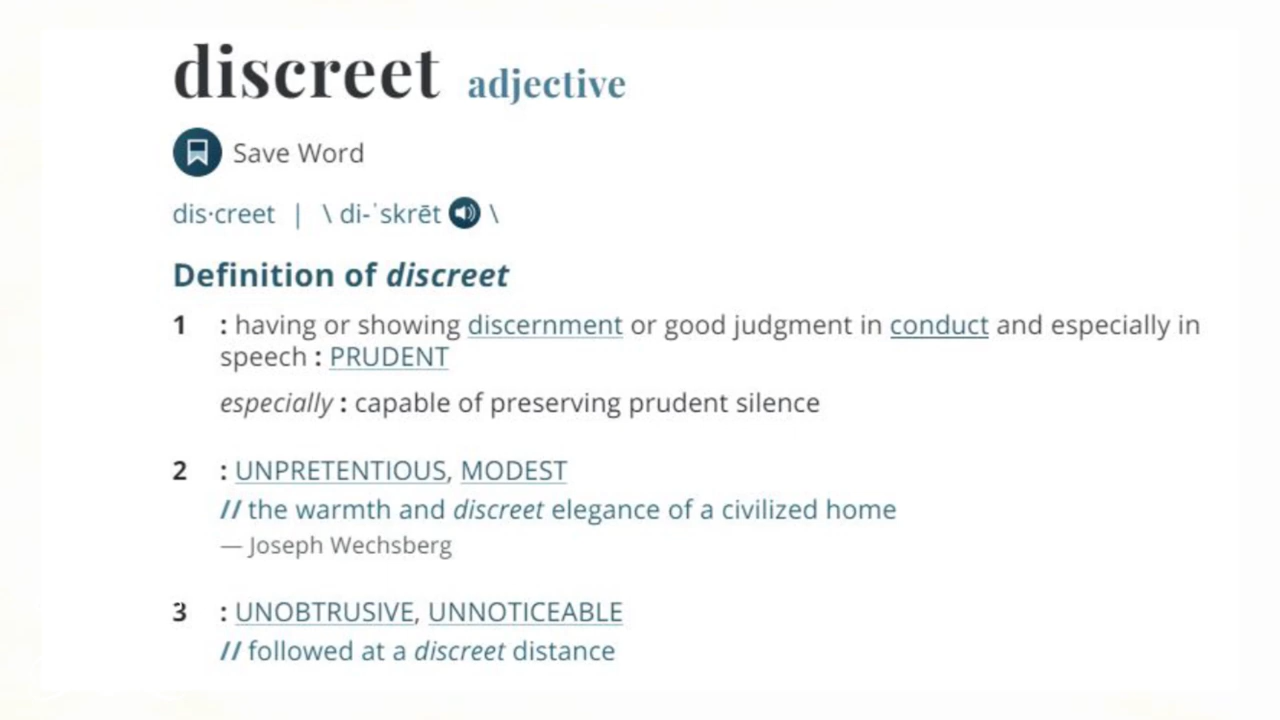 discreet adjective
Save Word
dis·creet | \ di-ˈskrēt \
Definition of discreet
1 : having or showing discernment or good judgment in conduct and especially in
speech : PRUDENT
especially : capable of preserving prudent silence
2 : UNPRETENTIOUS, MODEST
// the warmth and discreet elegance of a civilized home
— Joseph Wechsberg
3 : UNOBTRUSIVE, UNNOTICEABLE
// followed at a discreet distance